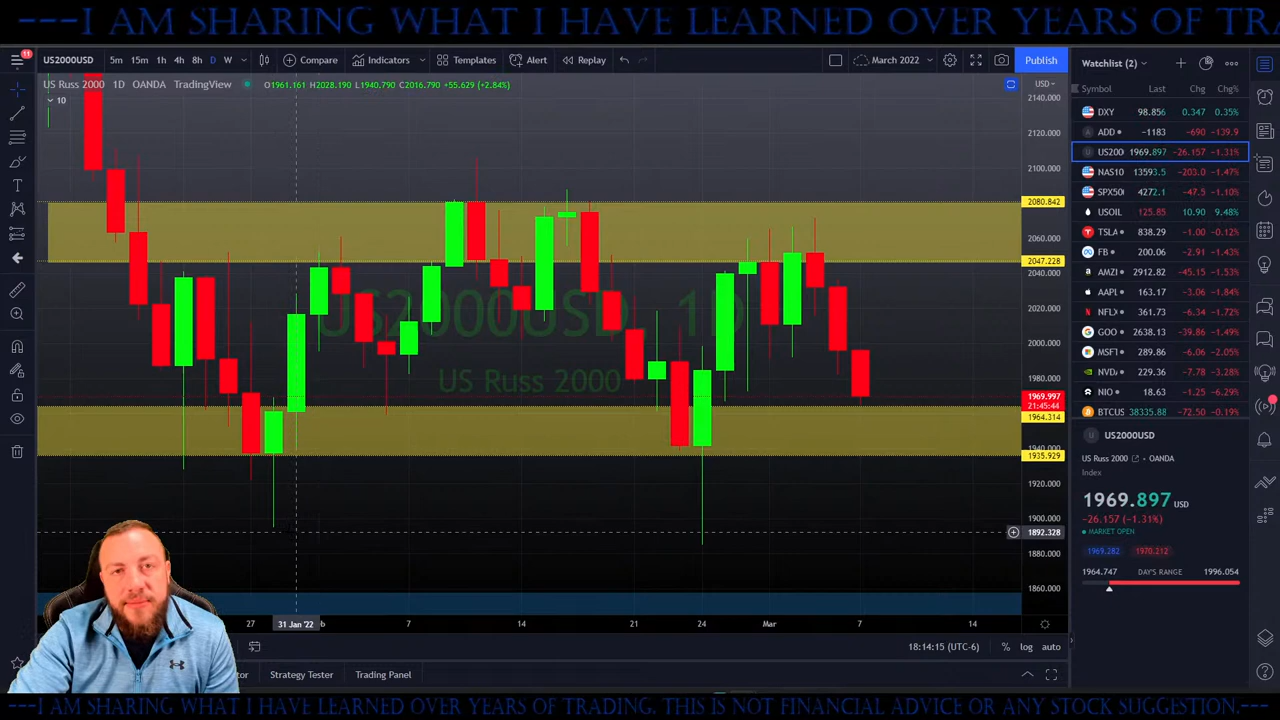 ---I AM SHARING WHAT I HAVE LEARNED OVER YEARS OF TRA
11
US2000USD 5m 15m 1h 4h 8h D W Compare Indicators Templates Alert Replay March 2022 Publish
US Russ 2000 1D OANDA TradingView O1961.161 H2028.190 L1940.790 C2016.790 +55.629 (+2.84%)
10
US2000USD, 1D
US Russ 2000
USD
2140.000
2120.000
2100.000
2080.842
2060.000
2047.228
2040.000
2020.000
2000.000
1980.000
1969.997
21:45:44
1964.314
1940.000
1935.929
1920.000
1900.000
1892.328
1880.000
1860.000
27 31 Jan '22 b 7 14 21 24 Mar 7 14
18:14:15 (UTC-6) % log auto
or Strategy Tester Trading Panel
Watchlist (2)
Symbol Last Chg Chg%
DXY 98.856 0.347 0.35%
ADD −1183 −690 −139.9
US200 1969.897 −26.157 −1.31%
NAS10 13593.5 −203.0 −1.47%
SPX50 4272.1 −47.5 −1.10%
USOIL 125.85 10.90 9.48%
TSLA 838.29 −1.00 −0.12%
FB 200.06 −2.91 −1.43%
AMZN 2912.82 −45.15 −1.53%
AAPL 163.17 −3.06 −1.84%
NFL 361.73 −6.34 −1.72%
GOO 2638.13 −39.86 −1.49%
MSFT 289.86 −6.06 −2.05%
NVDA 229.36 −7.78 −3.28%
NIO 18.63 −1.25 −6.29%
BTCUS 38335.88 −72.50 −0.19%
US2000USD
US Russ 2000 OANDA
Index
1969.897 USD
−26.157 (−1.31%)
MARKET OPEN
1969.282 1970.212
1964.747 DAY'S RANGE 1996.054
---I AM SHARING WHAT I HAVE LEARNED OVER YEARS OF TRADING. THIS IS NOT FINANCIAL ADVICE OR ANY STOCK SUGGESTION